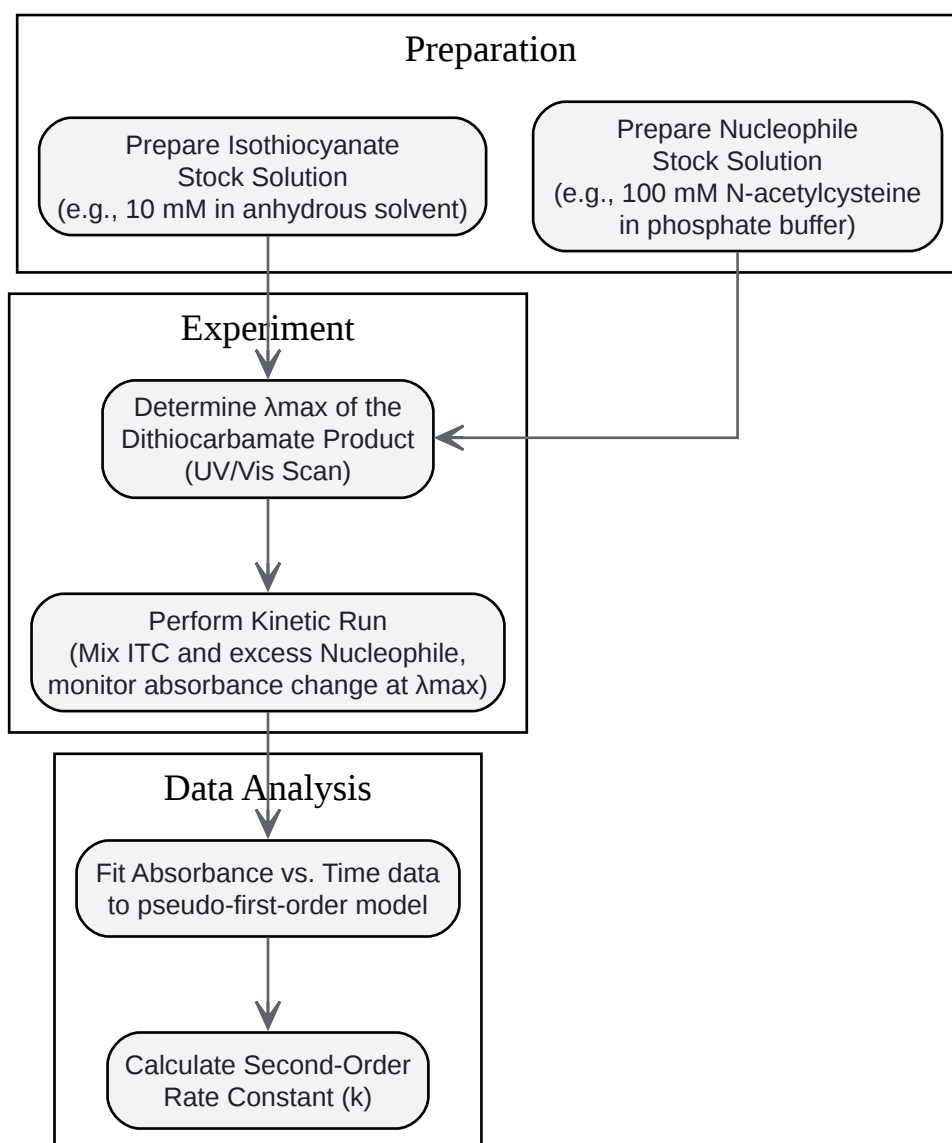 Preparation
Prepare Isothiocyanate
Stock Solution
(e.g., 10 mM in anhydrous solvent)
Prepare Nucleophile
Stock Solution
(e.g., 100 mM N-acetylcysteine
in phosphate buffer)
Experiment
Determine λmax of the
Dithiocarbamate Product
(UV/Vis Scan)
Perform Kinetic Run
(Mix ITC and excess Nucleophile,
monitor absorbance change at λmax)
Data Analysis
Fit Absorbance vs. Time data
to pseudo-first-order model
Calculate Second-Order
Rate Constant (k)